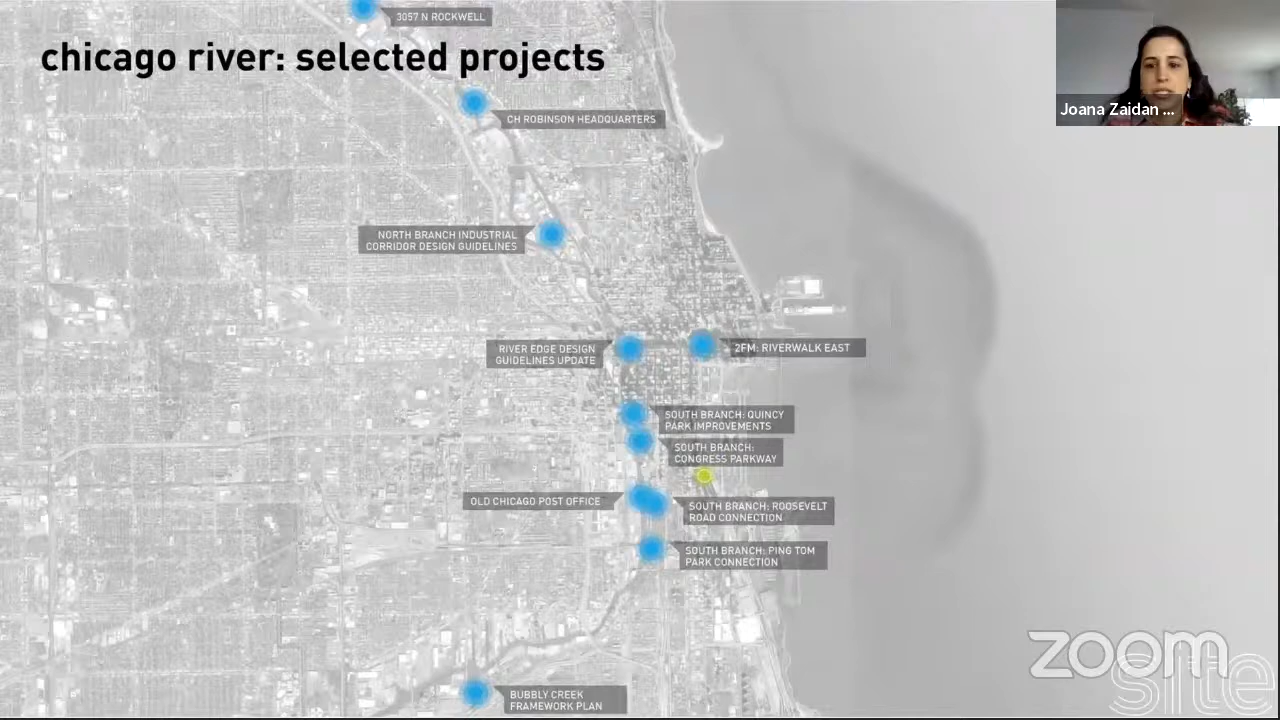 3057 N ROCKWELL
chicago river: selected projects
Joana Zaidan ...
CH ROBINSON HEADQUARTERS
NORTH BRANCH INDUSTRIAL
CORRIDOR DESIGN GUIDELINES
RIVER EDGE DESIGN
GUIDELINES UPDATE
2FM: RIVERWALK EAST
SOUTH BRANCH: QUINCY
PARK IMPROVEMENTS
SOUTH BRANCH:
CONGRESS PARKWAY
OLD CHICAGO POST OFFICE
SOUTH BRANCH: ROOSEVELT
ROAD CONNECTION
SOUTH BRANCH: PING TOM
PARK CONNECTION
zoom
site
BUBBLY CREEK
FRAMEWORK PLAN